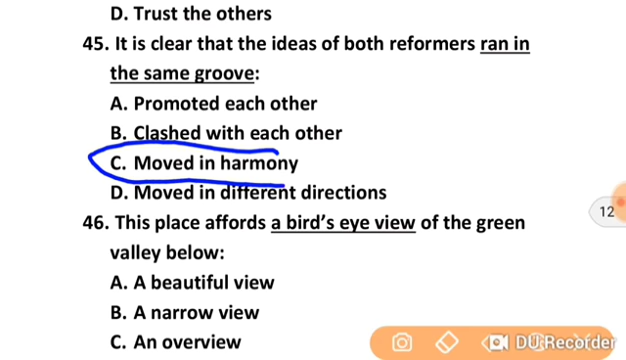 D. Trust the others
45. It is clear that the ideas of both reformers ran in
the same groove:
A. Promoted each other
B. Clashed with each other
C. Moved in harmony
D. Moved in different directions
46. This place affords a bird's eye view of the green
valley below:
A. A beautiful view
B. A narrow view
C. An overview
12
DU Recorder